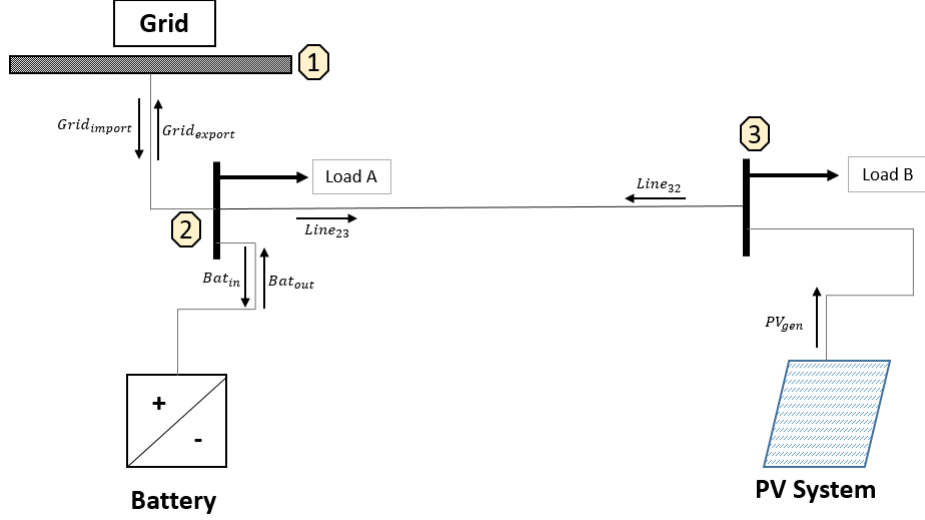 Grid
1
Grid_import
Grid_export
3
Load A
Load B
Line_32
2
Line_23
Bat_in
Bat_out
PV_gen
+
-
Battery
PV System